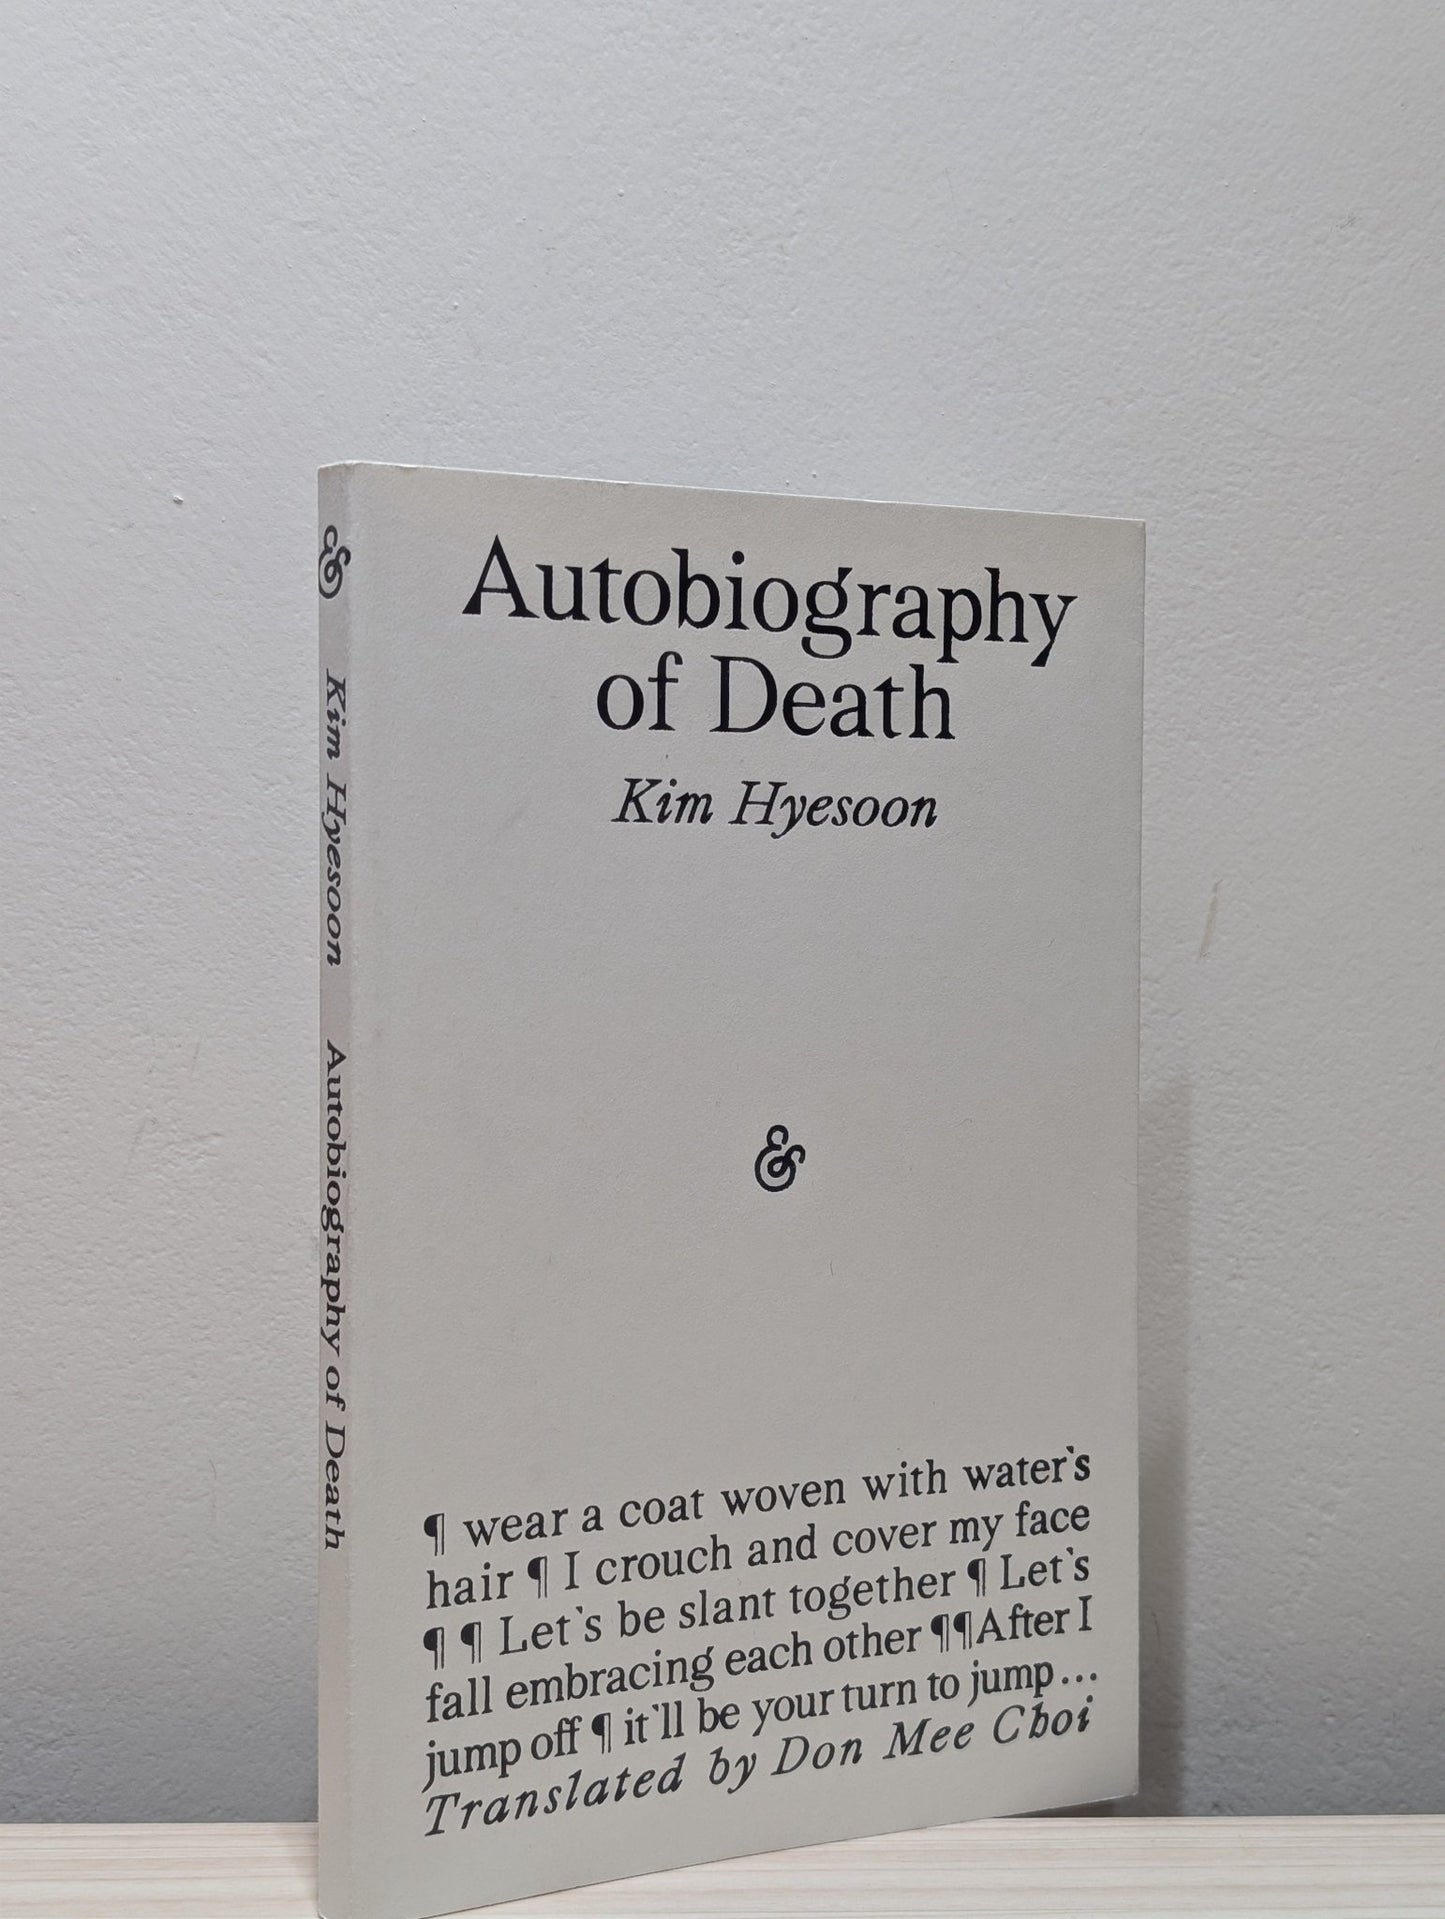 Autobiography
of Death
Kim Hyesoon
&
¶ wear a coat woven with water's
hair ¶ I crouch and cover my face
¶ ¶ Let's be slant together ¶ Let's
fall embracing each other ¶¶After I
jump off ¶ it'll be your turn to jump...
Translated by Don Mee Choi
& Kim Hyesoon Autobiography of Death